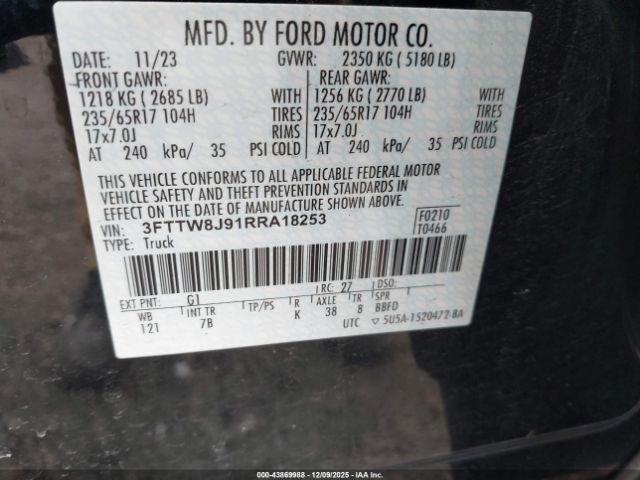 MFD. BY FORD MOTOR CO.
DATE: 11/23 GVWR: 2350 KG ( 5180 LB)
FRONT GAWR: REAR GAWR:
1218 KG ( 2685 LB) WITH 1256 KG ( 2770 LB) WITH
235/65R17 104H TIRES 235/65R17 104H TIRES
17x7.0J RIMS 17x7.0J RIMS
AT 240 kPa/ 35 PSI COLD AT 240 kPa/ 35 PSI COLD
THIS VEHICLE CONFORMS TO ALL APPLICABLE FEDERAL MOTOR
VEHICLE SAFETY AND THEFT PREVENTION STANDARDS IN
EFFECT ON THE DATE OF MANUFACTURE SHOWN ABOVE.
VIN: 3FTTW8J91RRA18253 F0210
TYPE: Truck T0466
RC: 27 DSO:
EXT PNT: G1
WB INT TR TP/PS R AXLE TR SPR
121 7B K 38 8 BBFD
UTC ▽ 5U5A-1520472-BA
000-43869988 - 12/09/2025 - IAA, Inc.